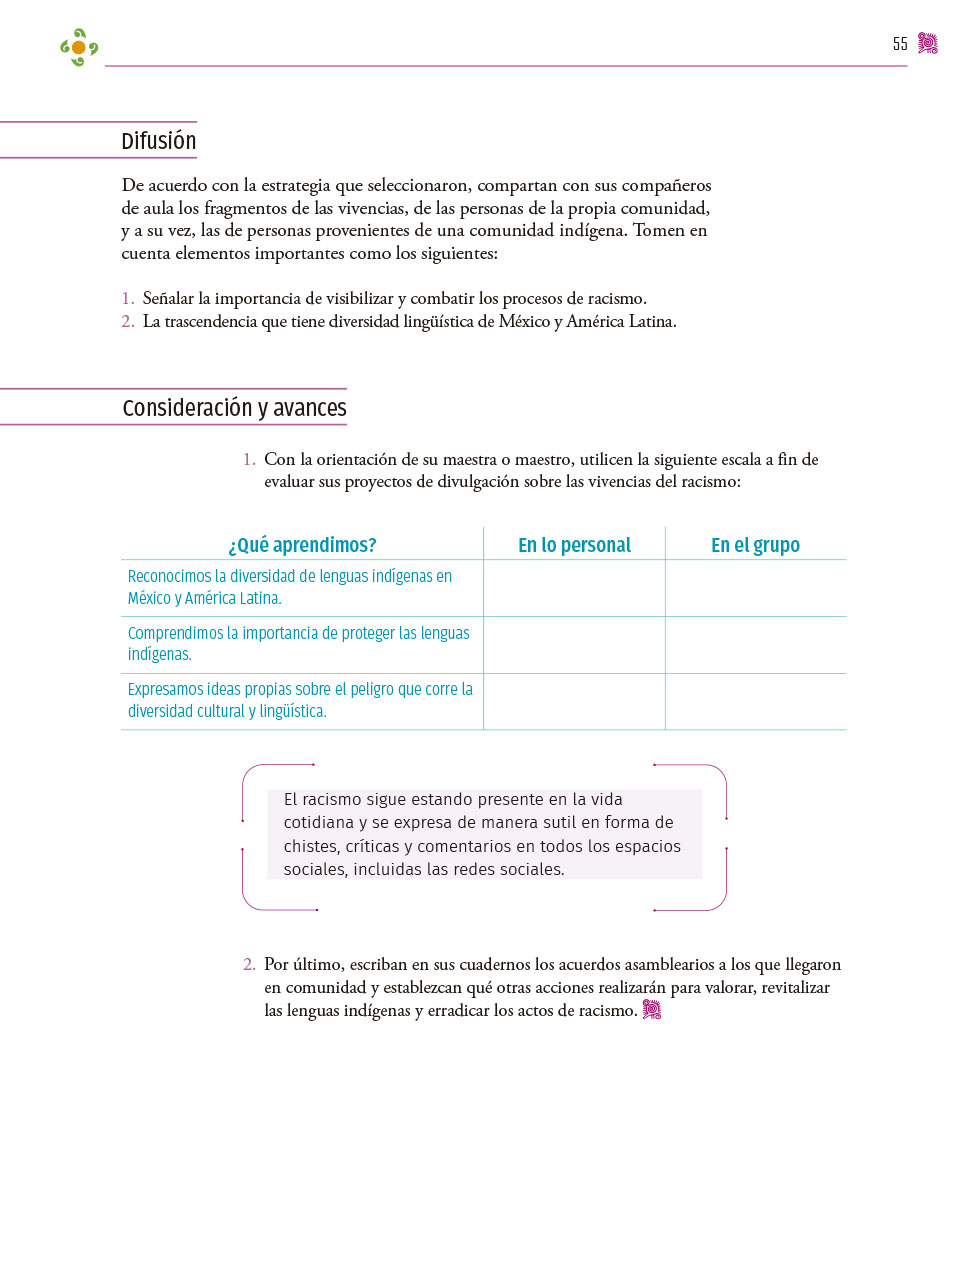 55
Difusión
De acuerdo con la estrategia que seleccionaron, compartan con sus compañeros
de aula los fragmentos de las vivencias, de las personas de la propia comunidad,
y a su vez, las de personas provenientes de una comunidad indígena. Tomen en
cuenta elementos importantes como los siguientes:
1. Señalar la importancia de visibilizar y combatir los procesos de racismo.
2. La trascendencia que tiene diversidad lingüística de México y América Latina.
Consideración y avances
1. Con la orientación de su maestra o maestro, utilicen la siguiente escala a fin de
evaluar sus proyectos de divulgación sobre las vivencias del racismo:
¿Qué aprendimos? En lo personal En el grupo
Reconocimos la diversidad de lenguas indígenas en
México y América Latina.
Comprendimos la importancia de proteger las lenguas
indígenas.
Expresamos ideas propias sobre el peligro que corre la
diversidad cultural y lingüística.
El racismo sigue estando presente en la vida
cotidiana y se expresa de manera sutil en forma de
chistes, críticas y comentarios en todos los espacios
sociales, incluidas las redes sociales.
2. Por último, escriban en sus cuadernos los acuerdos asamblearios a los que llegaron
en comunidad y establezcan qué otras acciones realizarán para valorar, revitalizar
las lenguas indígenas y erradicar los actos de racismo.